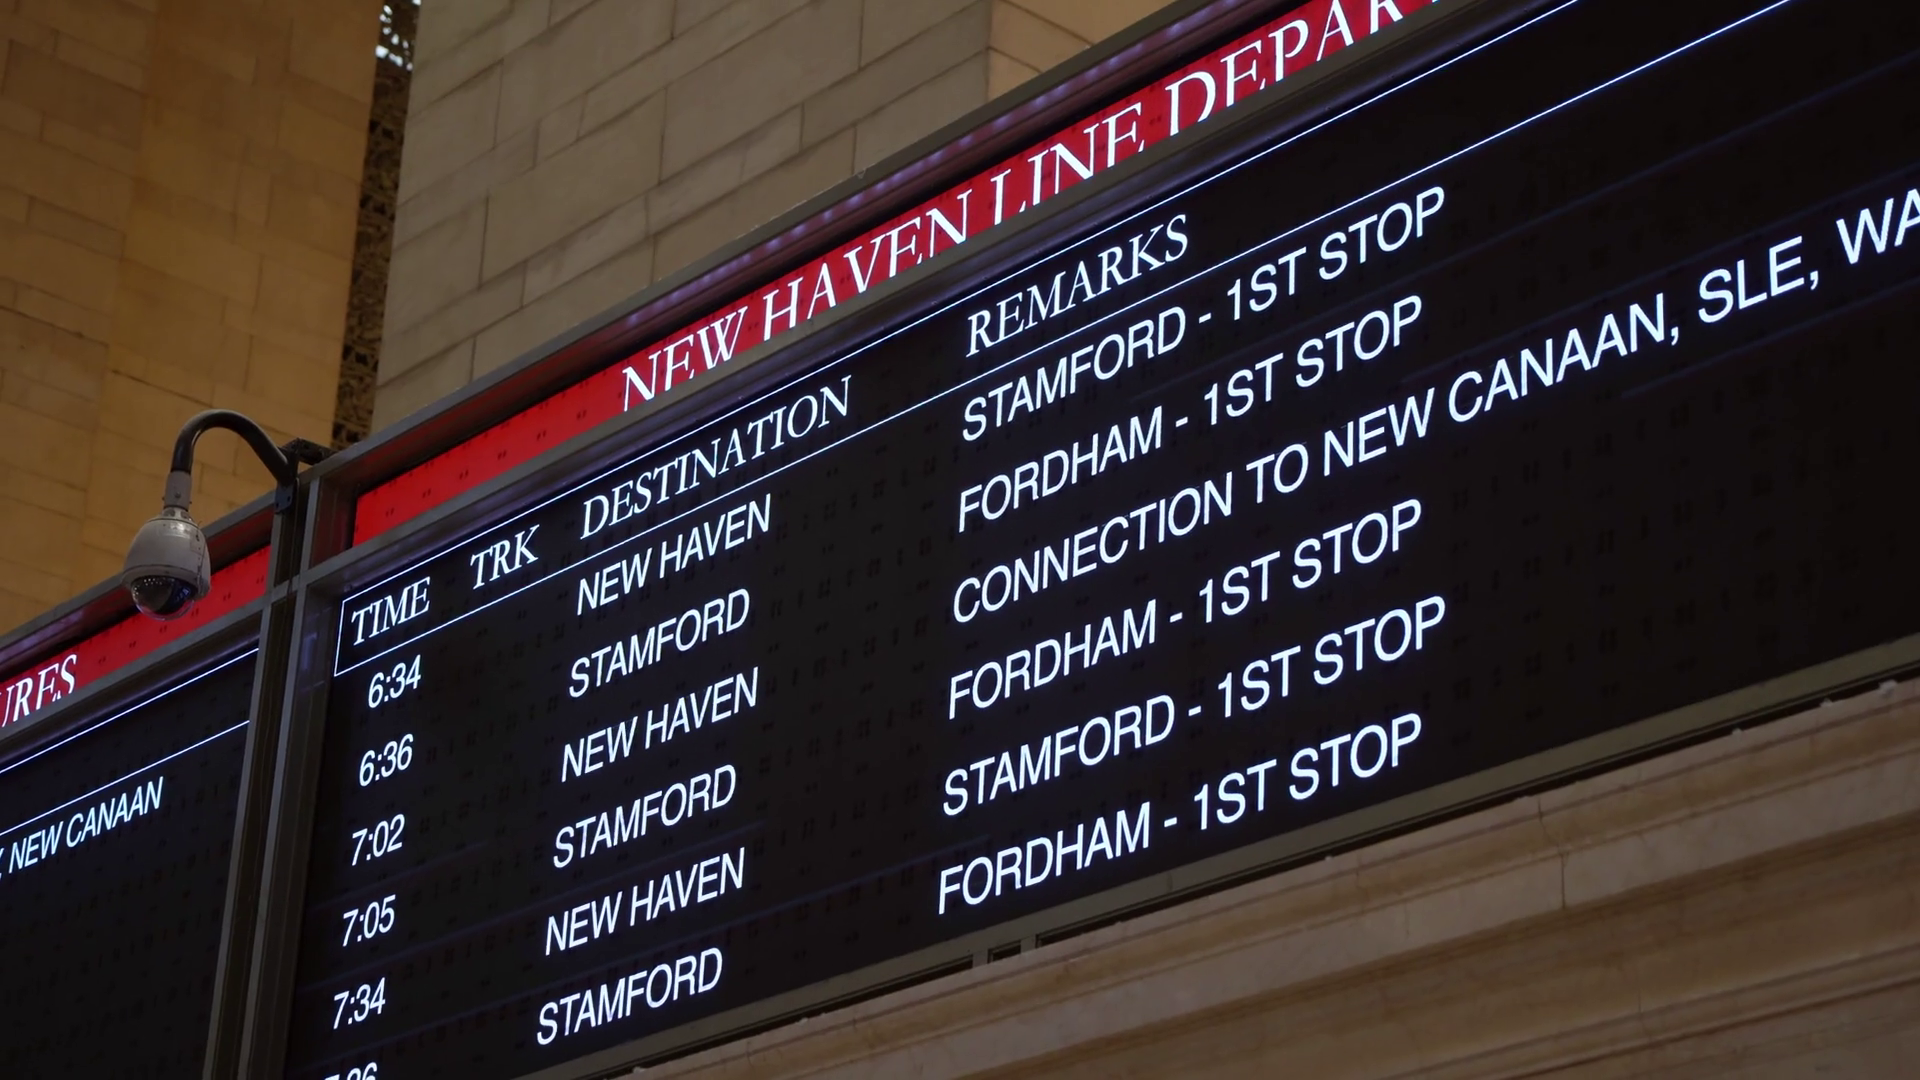 NEW HAVEN LINE DEPAR
TIME TRK DESTINATION REMARKS
6:34 NEW HAVEN STAMFORD - 1ST STOP
6:36 STAMFORD FORDHAM - 1ST STOP
7:02 NEW HAVEN CONNECTION TO NEW CANAAN, SLE, WA
7:05 STAMFORD FORDHAM - 1ST STOP
7:34 NEW HAVEN STAMFORD - 1ST STOP
7:36 STAMFORD FORDHAM - 1ST STOP
URES
NEW CANAAN